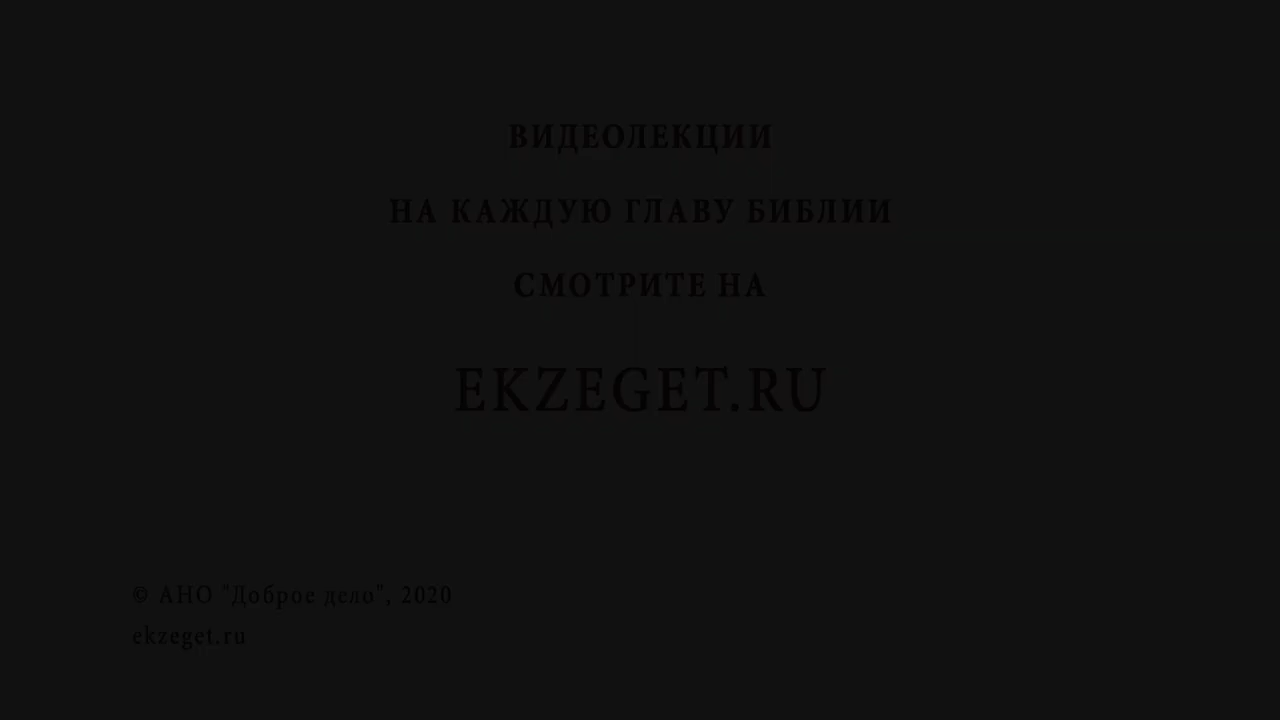 ВИДЕОЛЕКЦИИ
НА КАЖДУЮ ГЛАВУ БИБЛИИ
СМОТРИТЕ НА
EKZEGET.RU
© АНО "Доброе дело", 2020
ekzeget.ru